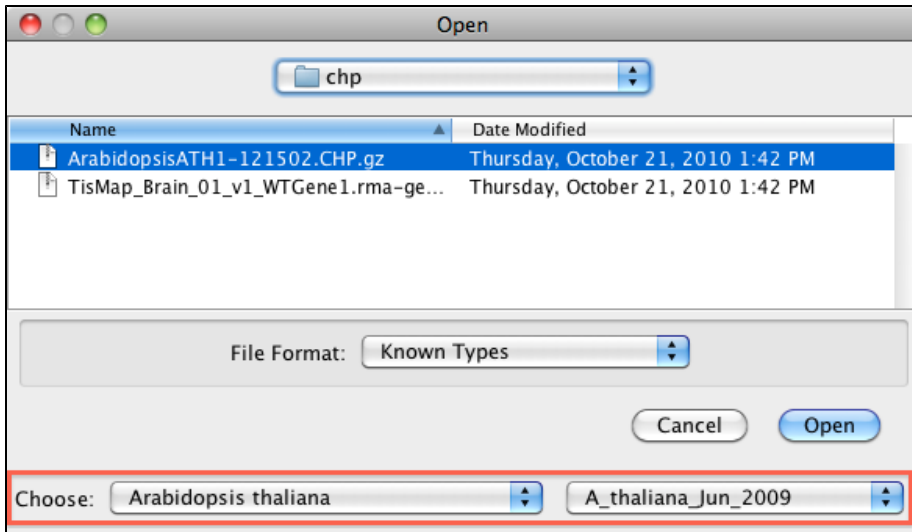 Open
chp
Name Date Modified
ArabidopsisATH1-121502.CHP.gz Thursday, October 21, 2010 1:42 PM
TisMap_Brain_01_v1_WTGene1.rma-ge... Thursday, October 21, 2010 1:42 PM
File Format: Known Types
Cancel Open
Choose: Arabidopsis thaliana A_thaliana_Jun_2009